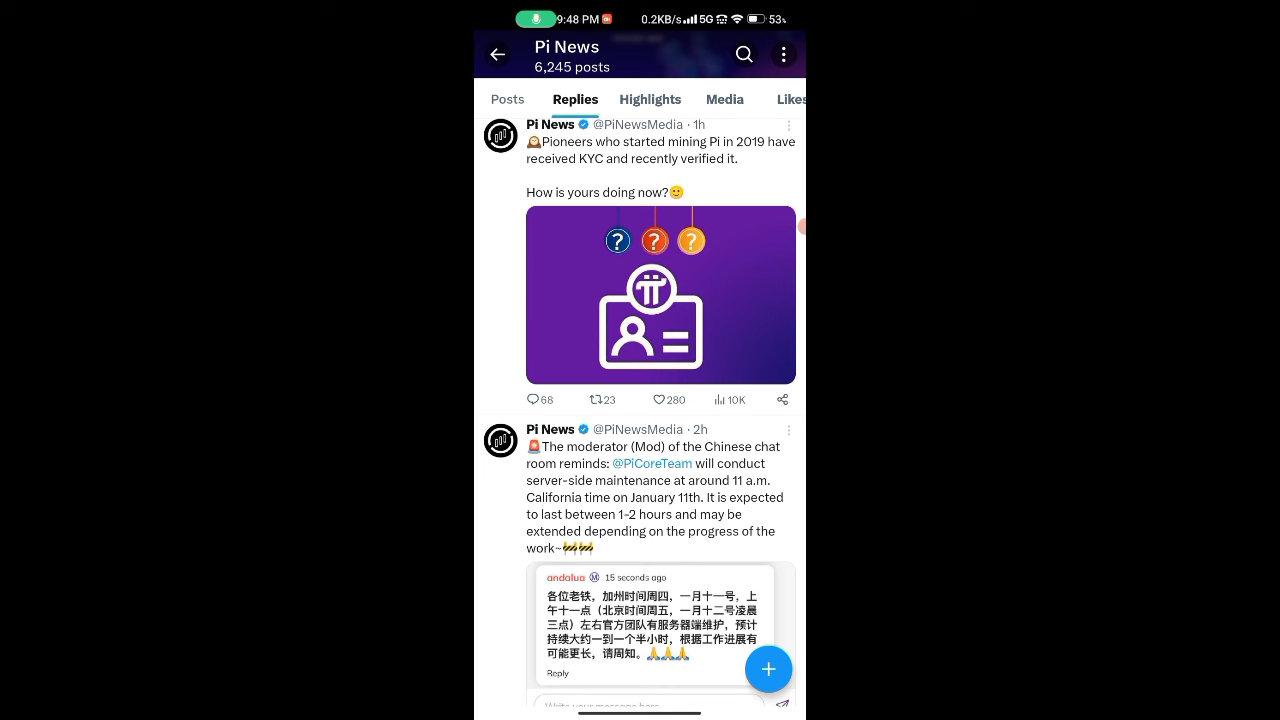 9:48 PM 0.2KB/s 5G 53%
Pi News
6,245 posts
Posts Replies Highlights Media Likes
Pi News @PiNewsMedia · 1h
🕰️Pioneers who started mining Pi in 2019 have
received KYC and recently verified it.
How is yours doing now?🙂
? ? ?
68 23 280 10K
Pi News @PiNewsMedia · 2h
🚨The moderator (Mod) of the Chinese chat
room reminds: @PiCoreTeam will conduct
server-side maintenance at around 11 a.m.
California time on January 11th. It is expected
to last between 1-2 hours and may be
extended depending on the progress of the
work~🚧🚧
andalua M 15 seconds ago
各位老铁，加州时间周四，一月十一号，上
午十一点（北京时间周五，一月十二号凌晨
三点）左右官方团队有服务器端维护，预计
持续大约一到一个半小时，根据工作进展有
可能更长，请周知。🙏🙏🙏
Reply
Write your message here